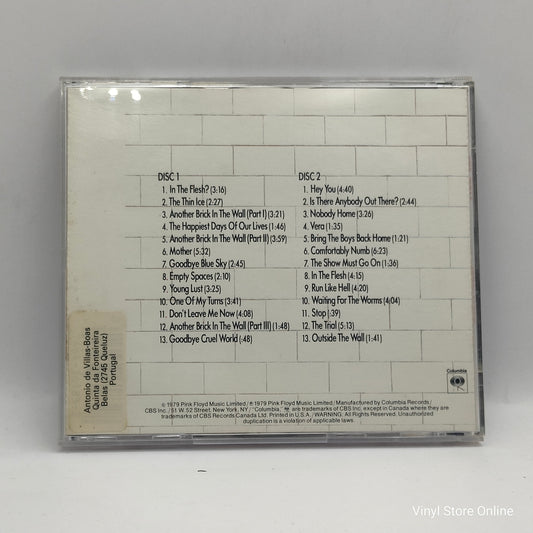 DISC 1
1. In The Flesh? (3:16)
2. The Thin Ice (2:27)
3. Another Brick In The Wall (Part I) (3:21)
4. The Happiest Days Of Our Lives (1:46)
5. Another Brick In The Wall (Part II) (3:59)
6. Mother (5:32)
7. Goodbye Blue Sky (2:45)
8. Empty Spaces (2:10)
9. Young Lust (3:25)
10. One Of My Turns (3:41)
11. Don't Leave Me Now (4:08)
12. Another Brick In The Wall (Part III) (1:48)
13. Goodbye Cruel World (:48)
DISC 2
1. Hey You (4:40)
2. Is There Anybody Out There? (2:44)
3. Nobody Home (3:26)
4. Vera (1:35)
5. Bring The Boys Back Home (1:21)
6. Comfortably Numb (6:23)
7. The Show Must Go On (1:36)
8. In The Flesh (4:15)
9. Run Like Hell (4:20)
10. Waiting For The Worms (4:04)
11. Stop (:39)
12. The Trial (5:13)
13. Outside The Wall (1:41)
Antonio de Villas-Boas
Quinta da Fonteireira
Belas (2745 Queluz)
Portugal
Columbia
© 1979 Pink Floyd Music Limited/℗ 1979 Pink Floyd Music Limited/Manufactured by Columbia Records/
CBS Inc./51 W. 52 Street, New York, NY/"Columbia," are trademarks of CBS Inc. except in Canada where they are
trademarks of CBS Records Canada Ltd. Printed in U.S.A./WARNING: All Rights Reserved. Unauthorized
duplication is a violation of applicable laws.
Vinyl Store Online